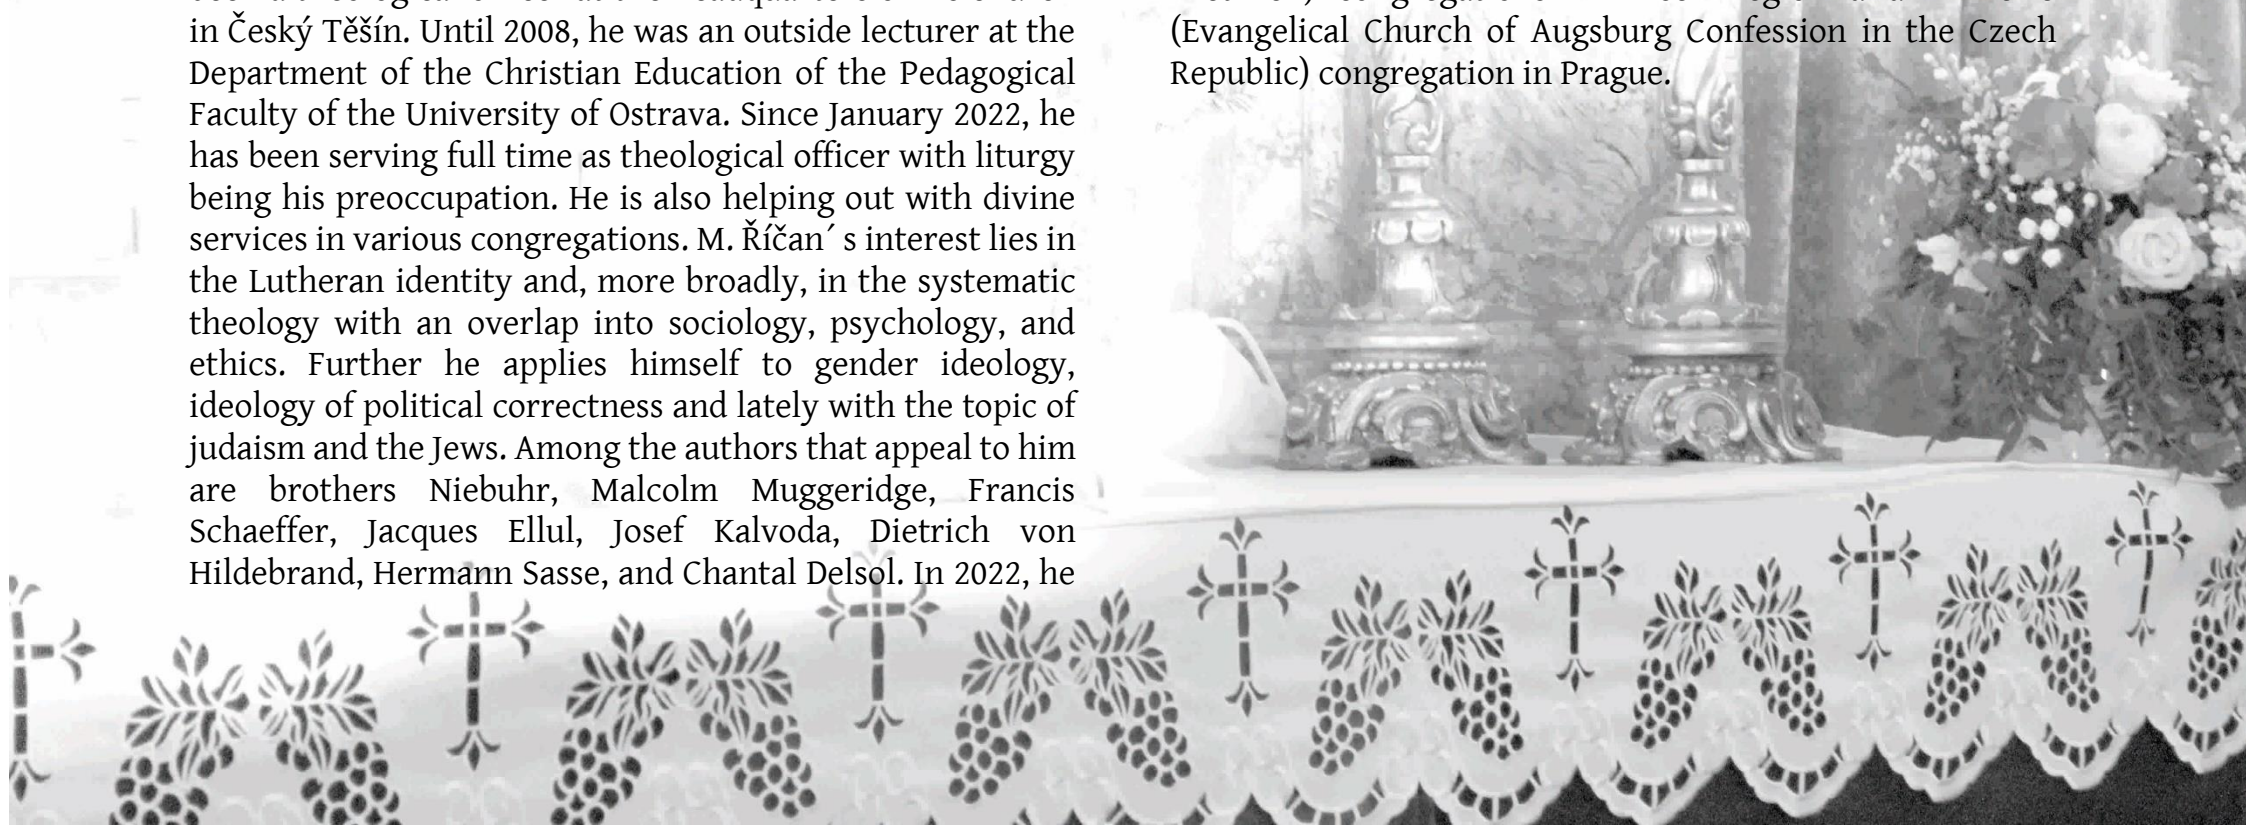 in Český Těšín. Until 2008, he was an outside lecturer at the
Department of the Christian Education of the Pedagogical
Faculty of the University of Ostrava. Since January 2022, he
has been serving full time as theological officer with liturgy
being his preoccupation. He is also helping out with divine
services in various congregations. M. Říčan´ s interest lies in
the Lutheran identity and, more broadly, in the systematic
theology with an overlap into sociology, psychology, and
ethics. Further he applies himself to gender ideology,
ideology of political correctness and lately with the topic of
judaism and the Jews. Among the authors that appeal to him
are brothers Niebuhr, Malcolm Muggeridge, Francis
Schaeffer, Jacques Ellul, Josef Kalvoda, Dietrich von
Hildebrand, Hermann Sasse, and Chantal Delsol. In 2022, he
(Evangelical Church of Augsburg Confession in the Czech
Republic) congregation in Prague.